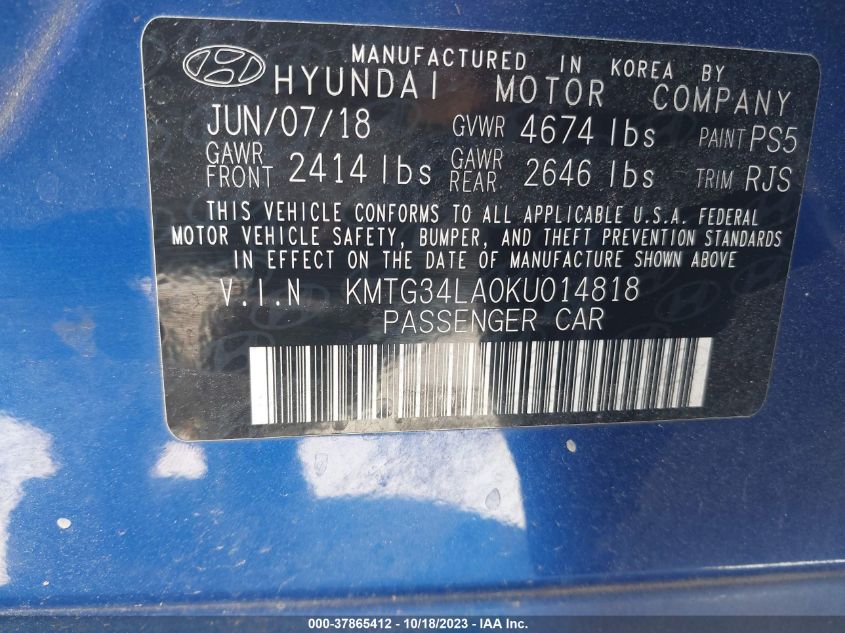 MANUFACTURED IN KOREA BY
HYUNDAI MOTOR COMPANY
JUN/07/18 GVWR 4674 lbs PAINT PS5
GAWR FRONT 2414 lbs GAWR REAR 2646 lbs TRIM RJS
THIS VEHICLE CONFORMS TO ALL APPLICABLE U.S.A. FEDERAL
MOTOR VEHICLE SAFETY, BUMPER, AND THEFT PREVENTION STANDARDS
IN EFFECT ON THE DATE OF MANUFACTURE SHOWN ABOVE
V.I.N KMTG34LA0KU014818
PASSENGER CAR
000-37865412 - 10/18/2023 - IAA Inc.